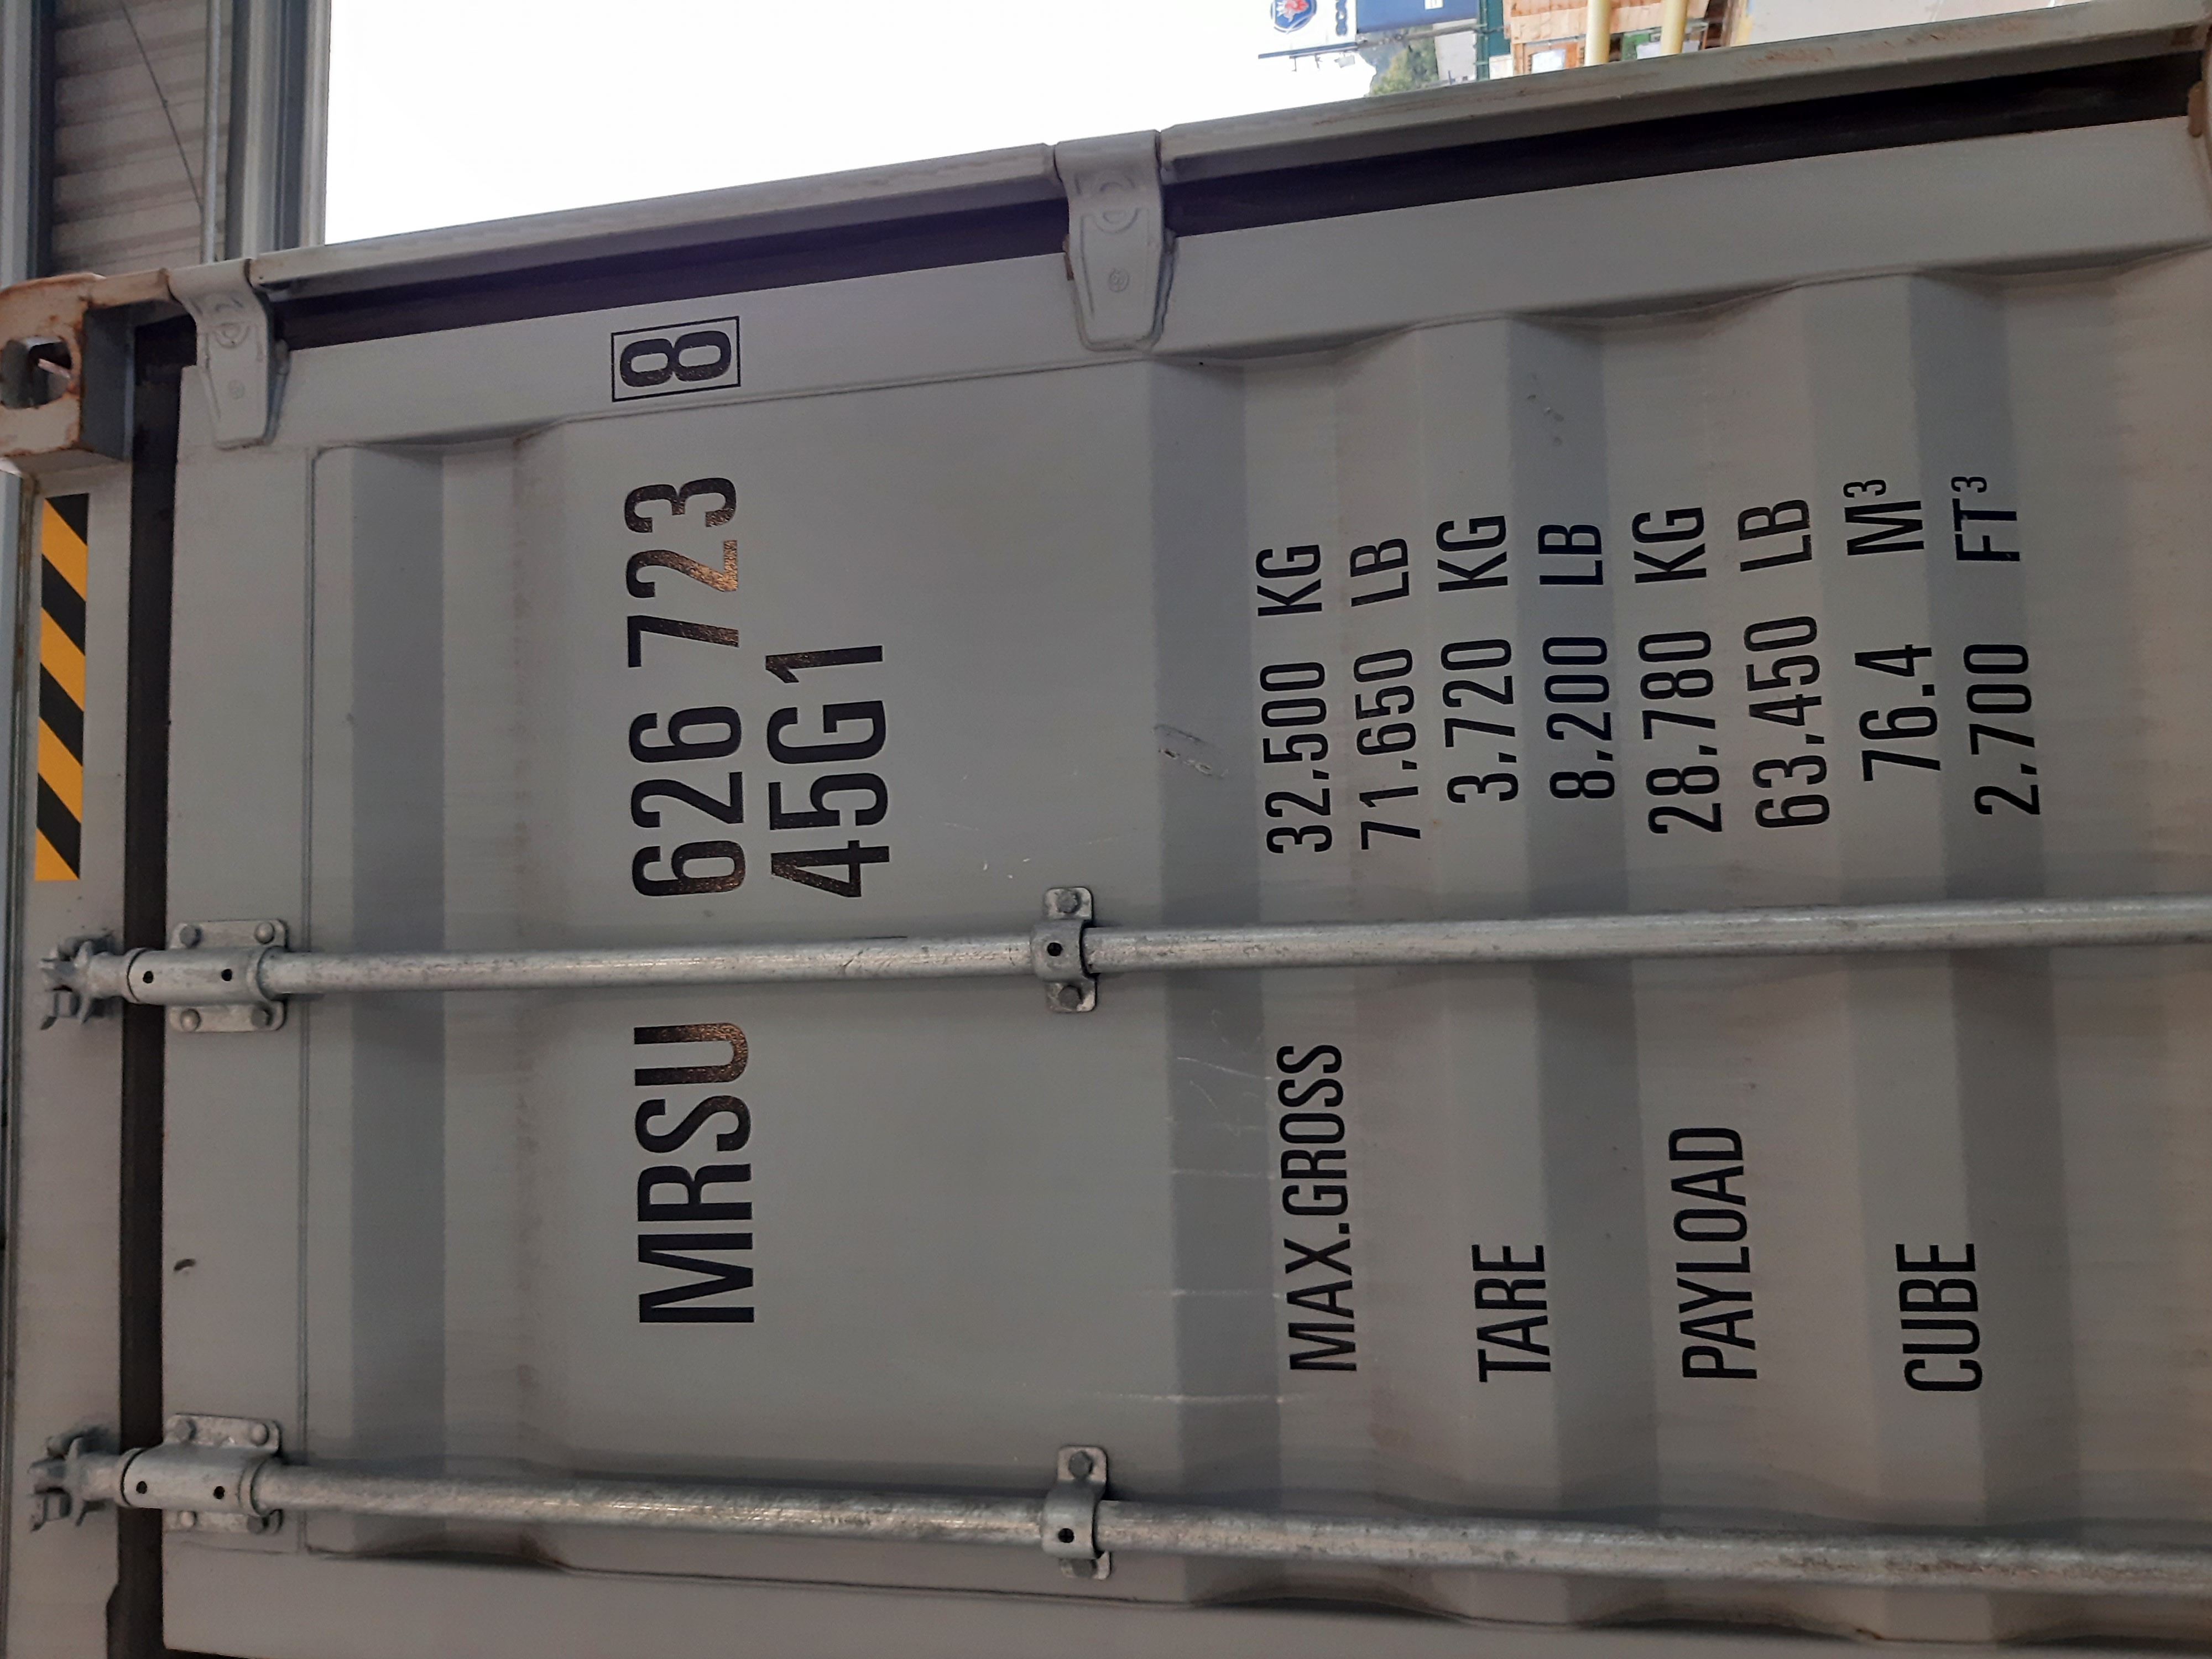 MRSU 626 723 8
45G1
MAX.GROSS 32,500 KG
71,650 LB
TARE 3,720 KG
8,200 LB
PAYLOAD 28,780 KG
63,450 LB
CUBE 76.4 M³
2,700 FT³